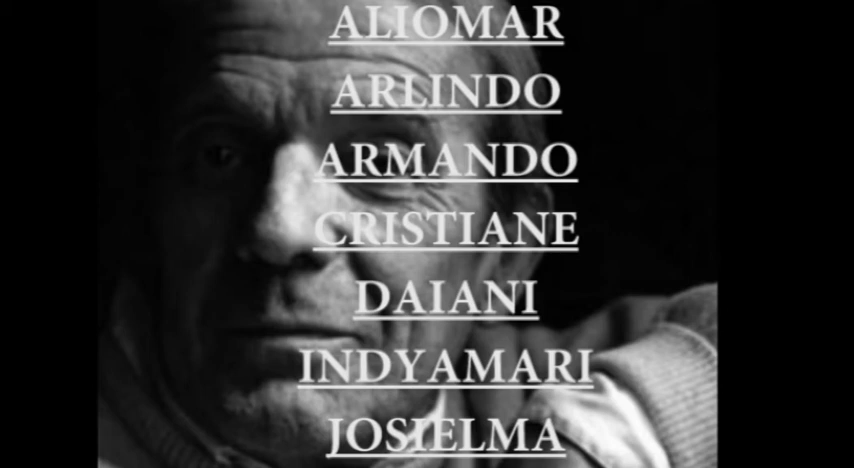 ALIOMAR
ARLINDO
ARMANDO
CRISTIANE
DAIANI
INDYAMARI
JOSIELMA